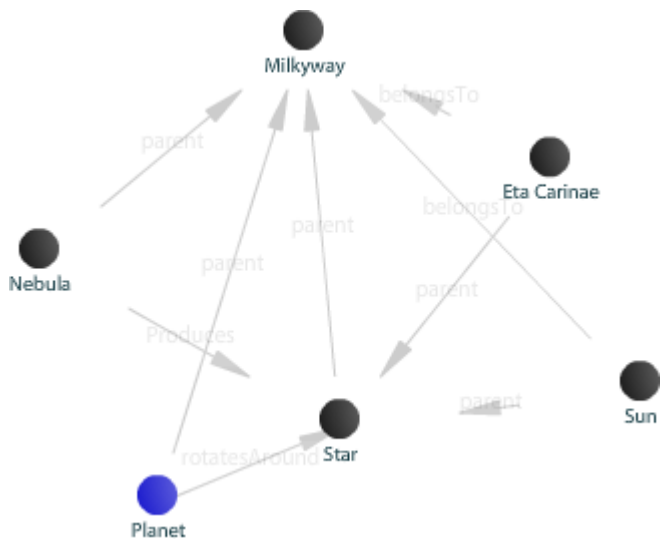 Milkyway
belongsTo
parent
Eta Carinae
belongsTo
parent
parent
Nebula
parent
Produces
parent
Sun
Star
rotatesAround
Planet